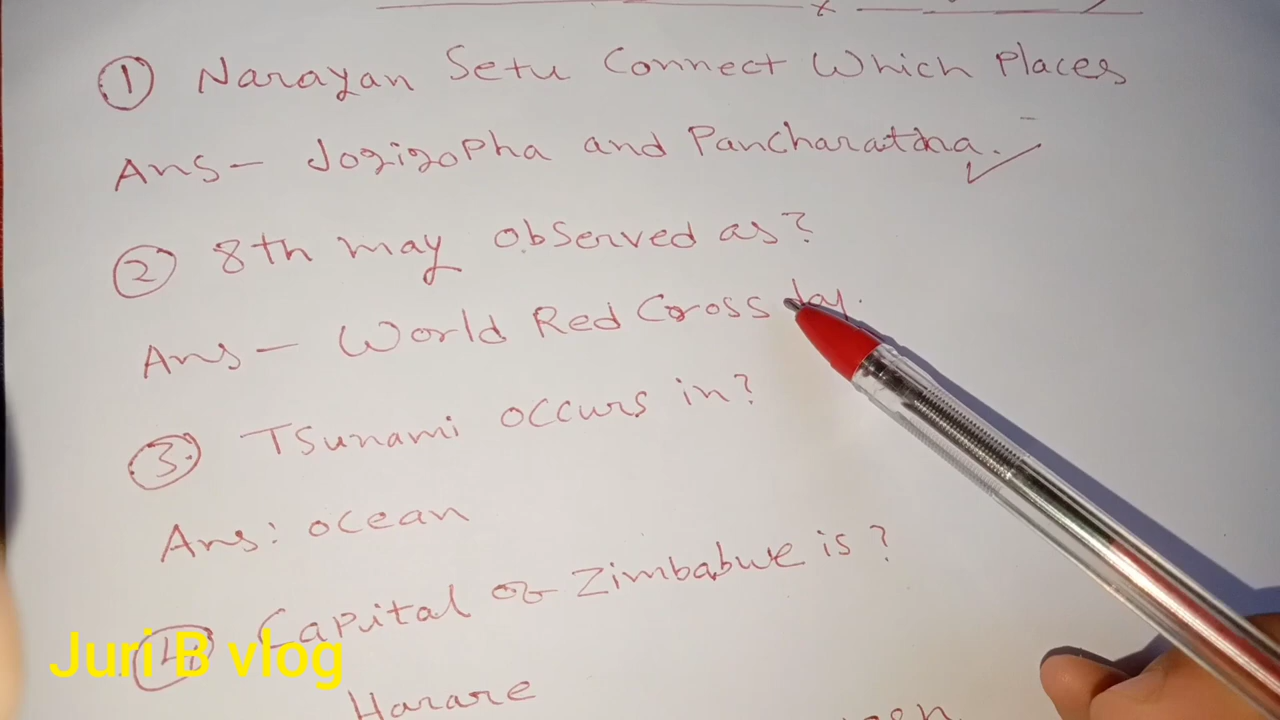 ① Narayan Setu Connect Which Places
Ans - Jogigopha and Pancharatna.
② 8th may observed as?
Ans - World Red Cross day.
③ Tsunami occurs in?
Ans: ocean
④ Capital of Zimbabwe is?
Harare
Juri B vlog